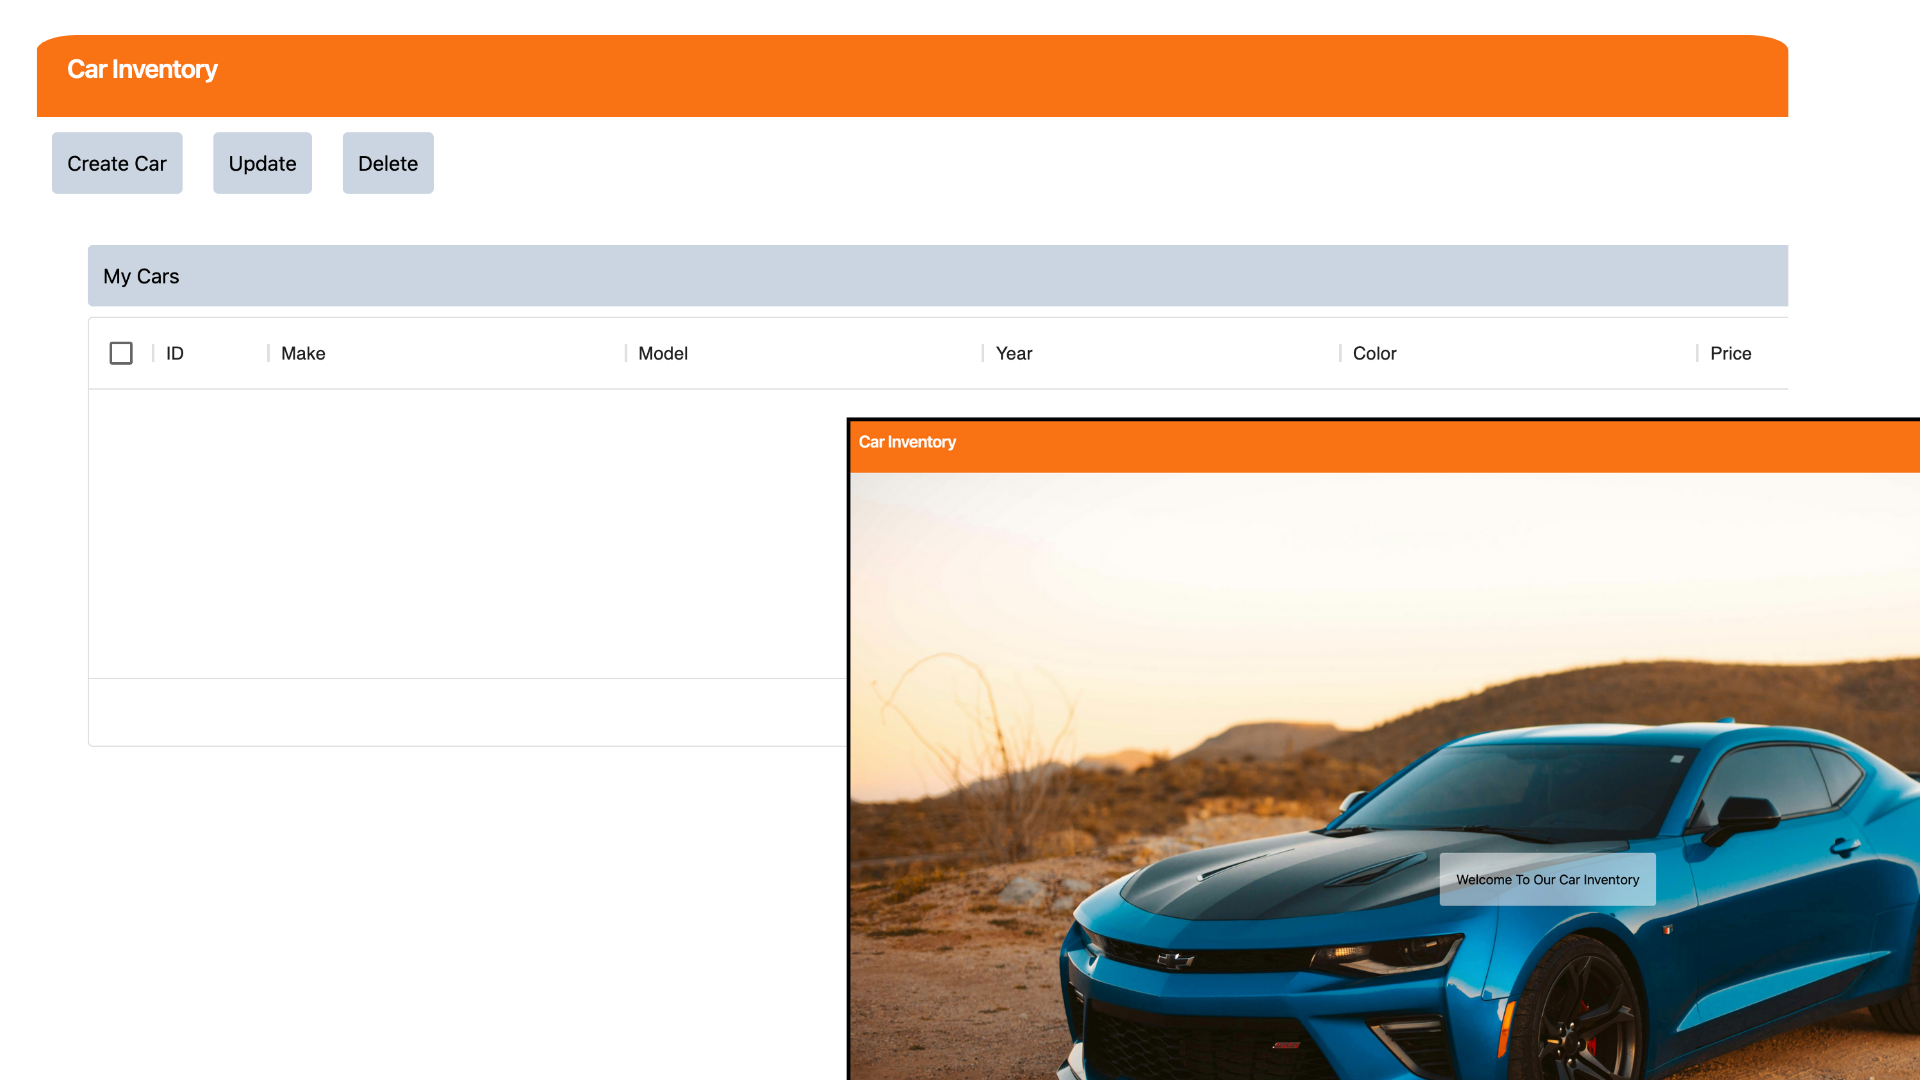 Car Inventory
Create Car Update Delete
My Cars
ID Make Model Year Color Price
Car Inventory
Welcome To Our Car Inventory